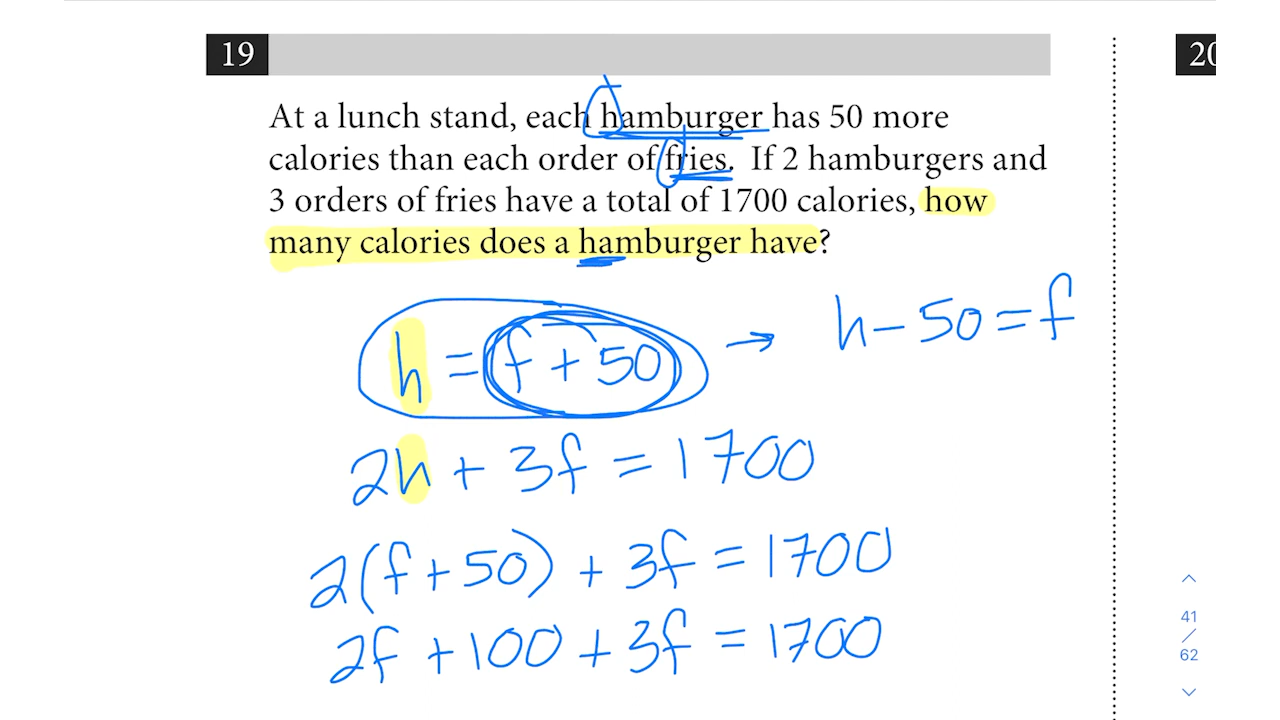 19
20
At a lunch stand, each hamburger has 50 more
calories than each order of fries. If 2 hamburgers and
3 orders of fries have a total of 1700 calories, how
many calories does a hamburger have?
h = f + 50 → h - 50 = f
2h + 3f = 1700
2(f + 50) + 3f = 1700
2f + 100 + 3f = 1700
41
/
62